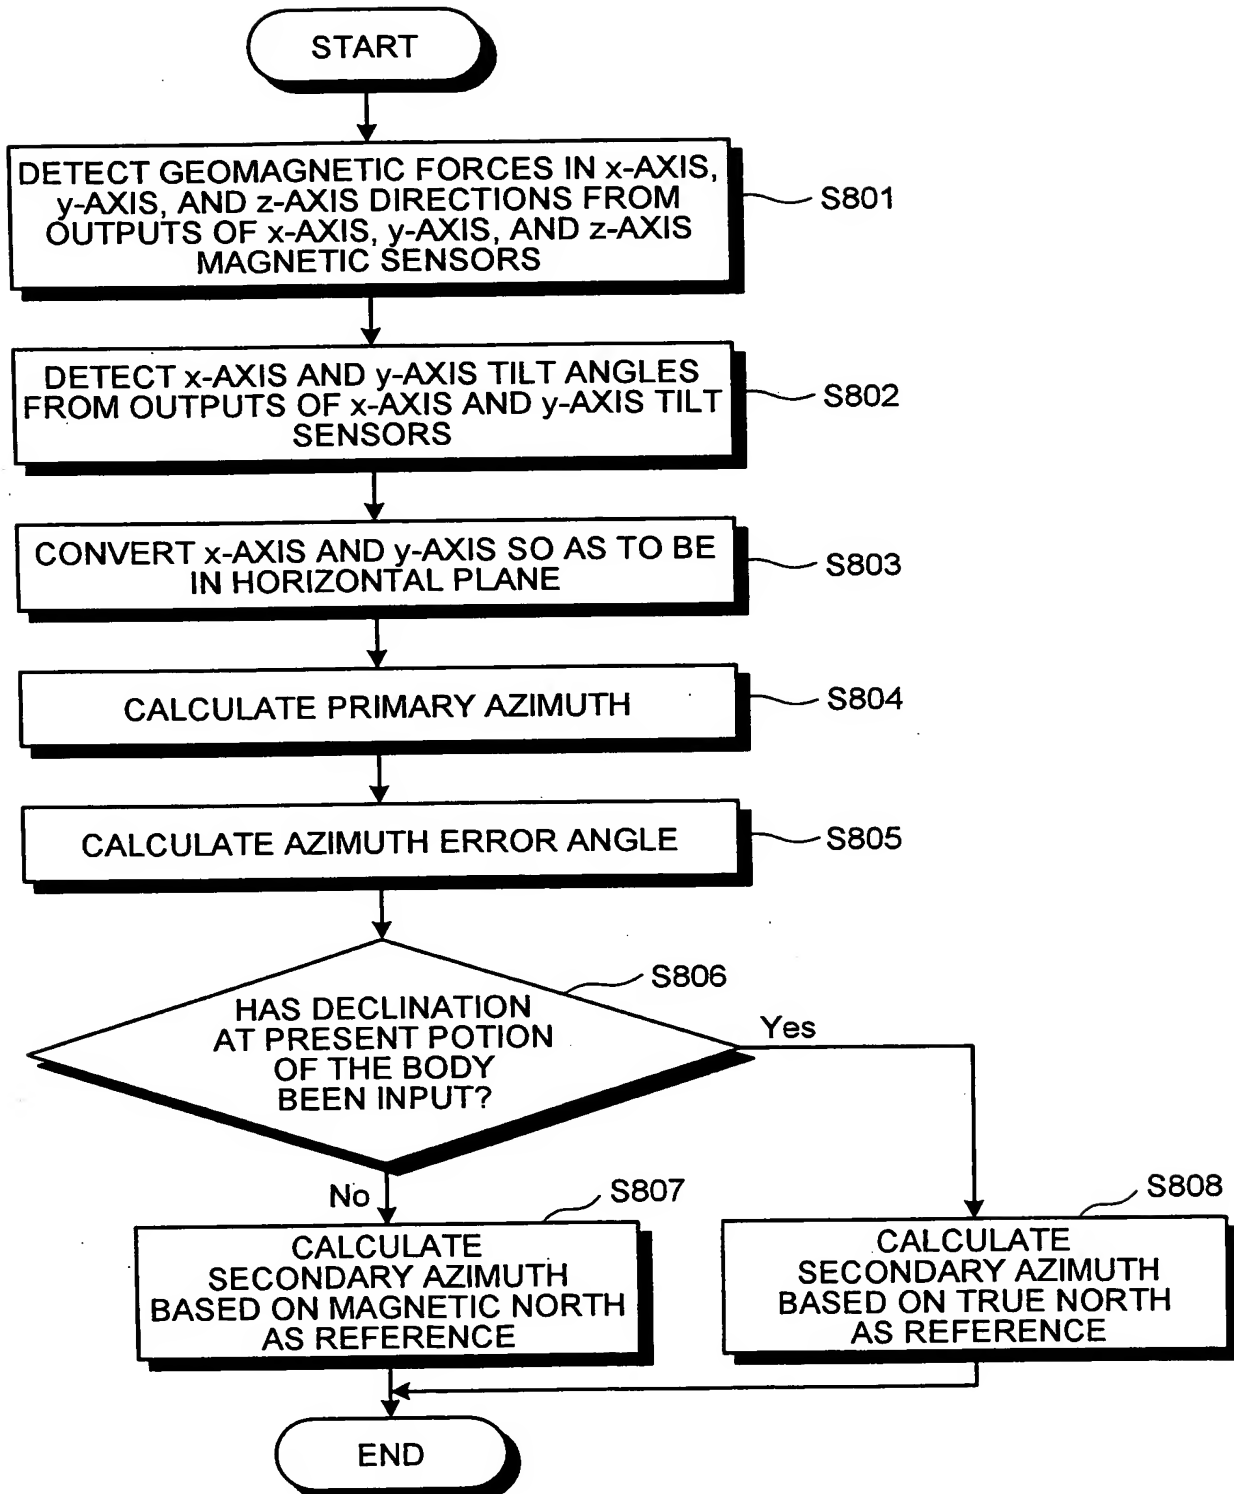 START
DETECT GEOMAGNETIC FORCES IN x-AXIS,
y-AXIS, AND z-AXIS DIRECTIONS FROM
OUTPUTS OF x-AXIS, y-AXIS, AND z-AXIS
MAGNETIC SENSORS
S801
DETECT x-AXIS AND y-AXIS TILT ANGLES
FROM OUTPUTS OF x-AXIS AND y-AXIS TILT
SENSORS
S802
CONVERT x-AXIS AND y-AXIS SO AS TO BE
IN HORIZONTAL PLANE
S803
CALCULATE PRIMARY AZIMUTH
S804
CALCULATE AZIMUTH ERROR ANGLE
S805
HAS DECLINATION
AT PRESENT POTION
OF THE BODY
BEEN INPUT?
S806
Yes
No
S807
CALCULATE
SECONDARY AZIMUTH
BASED ON MAGNETIC NORTH
AS REFERENCE
S808
CALCULATE
SECONDARY AZIMUTH
BASED ON TRUE NORTH
AS REFERENCE
END